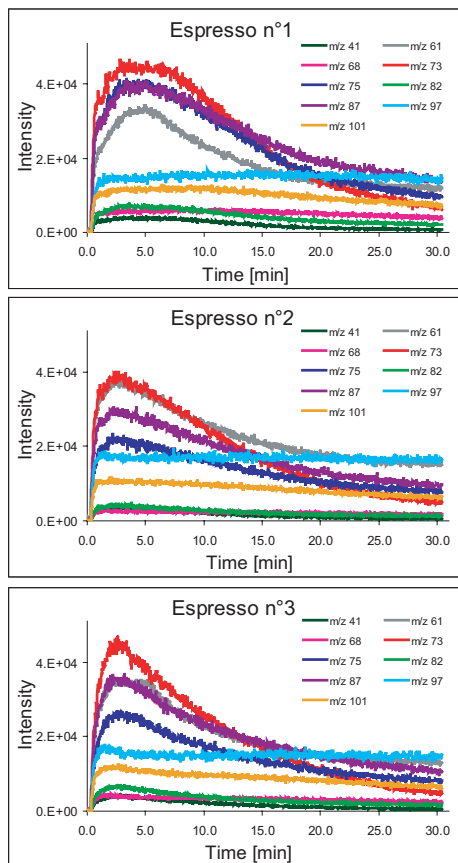 Espresso n°1
m/z 41 m/z 61
m/z 68 m/z 73
m/z 75 m/z 82
m/z 87 m/z 97
m/z 101
4.E+04
2.E+04
0.E+00
Intensity
0.0 5.0 10.0 15.0 20.0 25.0 30.0
Time [min]
Espresso n°2
m/z 41 m/z 61
m/z 68 m/z 73
m/z 75 m/z 82
m/z 87 m/z 97
m/z 101
4.E+04
2.E+04
0.E+00
Intensity
0.0 5.0 10.0 15.0 20.0 25.0 30.0
Time [min]
Espresso n°3
m/z 41 m/z 61
m/z 68 m/z 73
m/z 75 m/z 82
m/z 87 m/z 97
m/z 101
4.E+04
2.E+04
0.E+00
Intensity
0.0 5.0 10.0 15.0 20.0 25.0 30.0
Time [min]